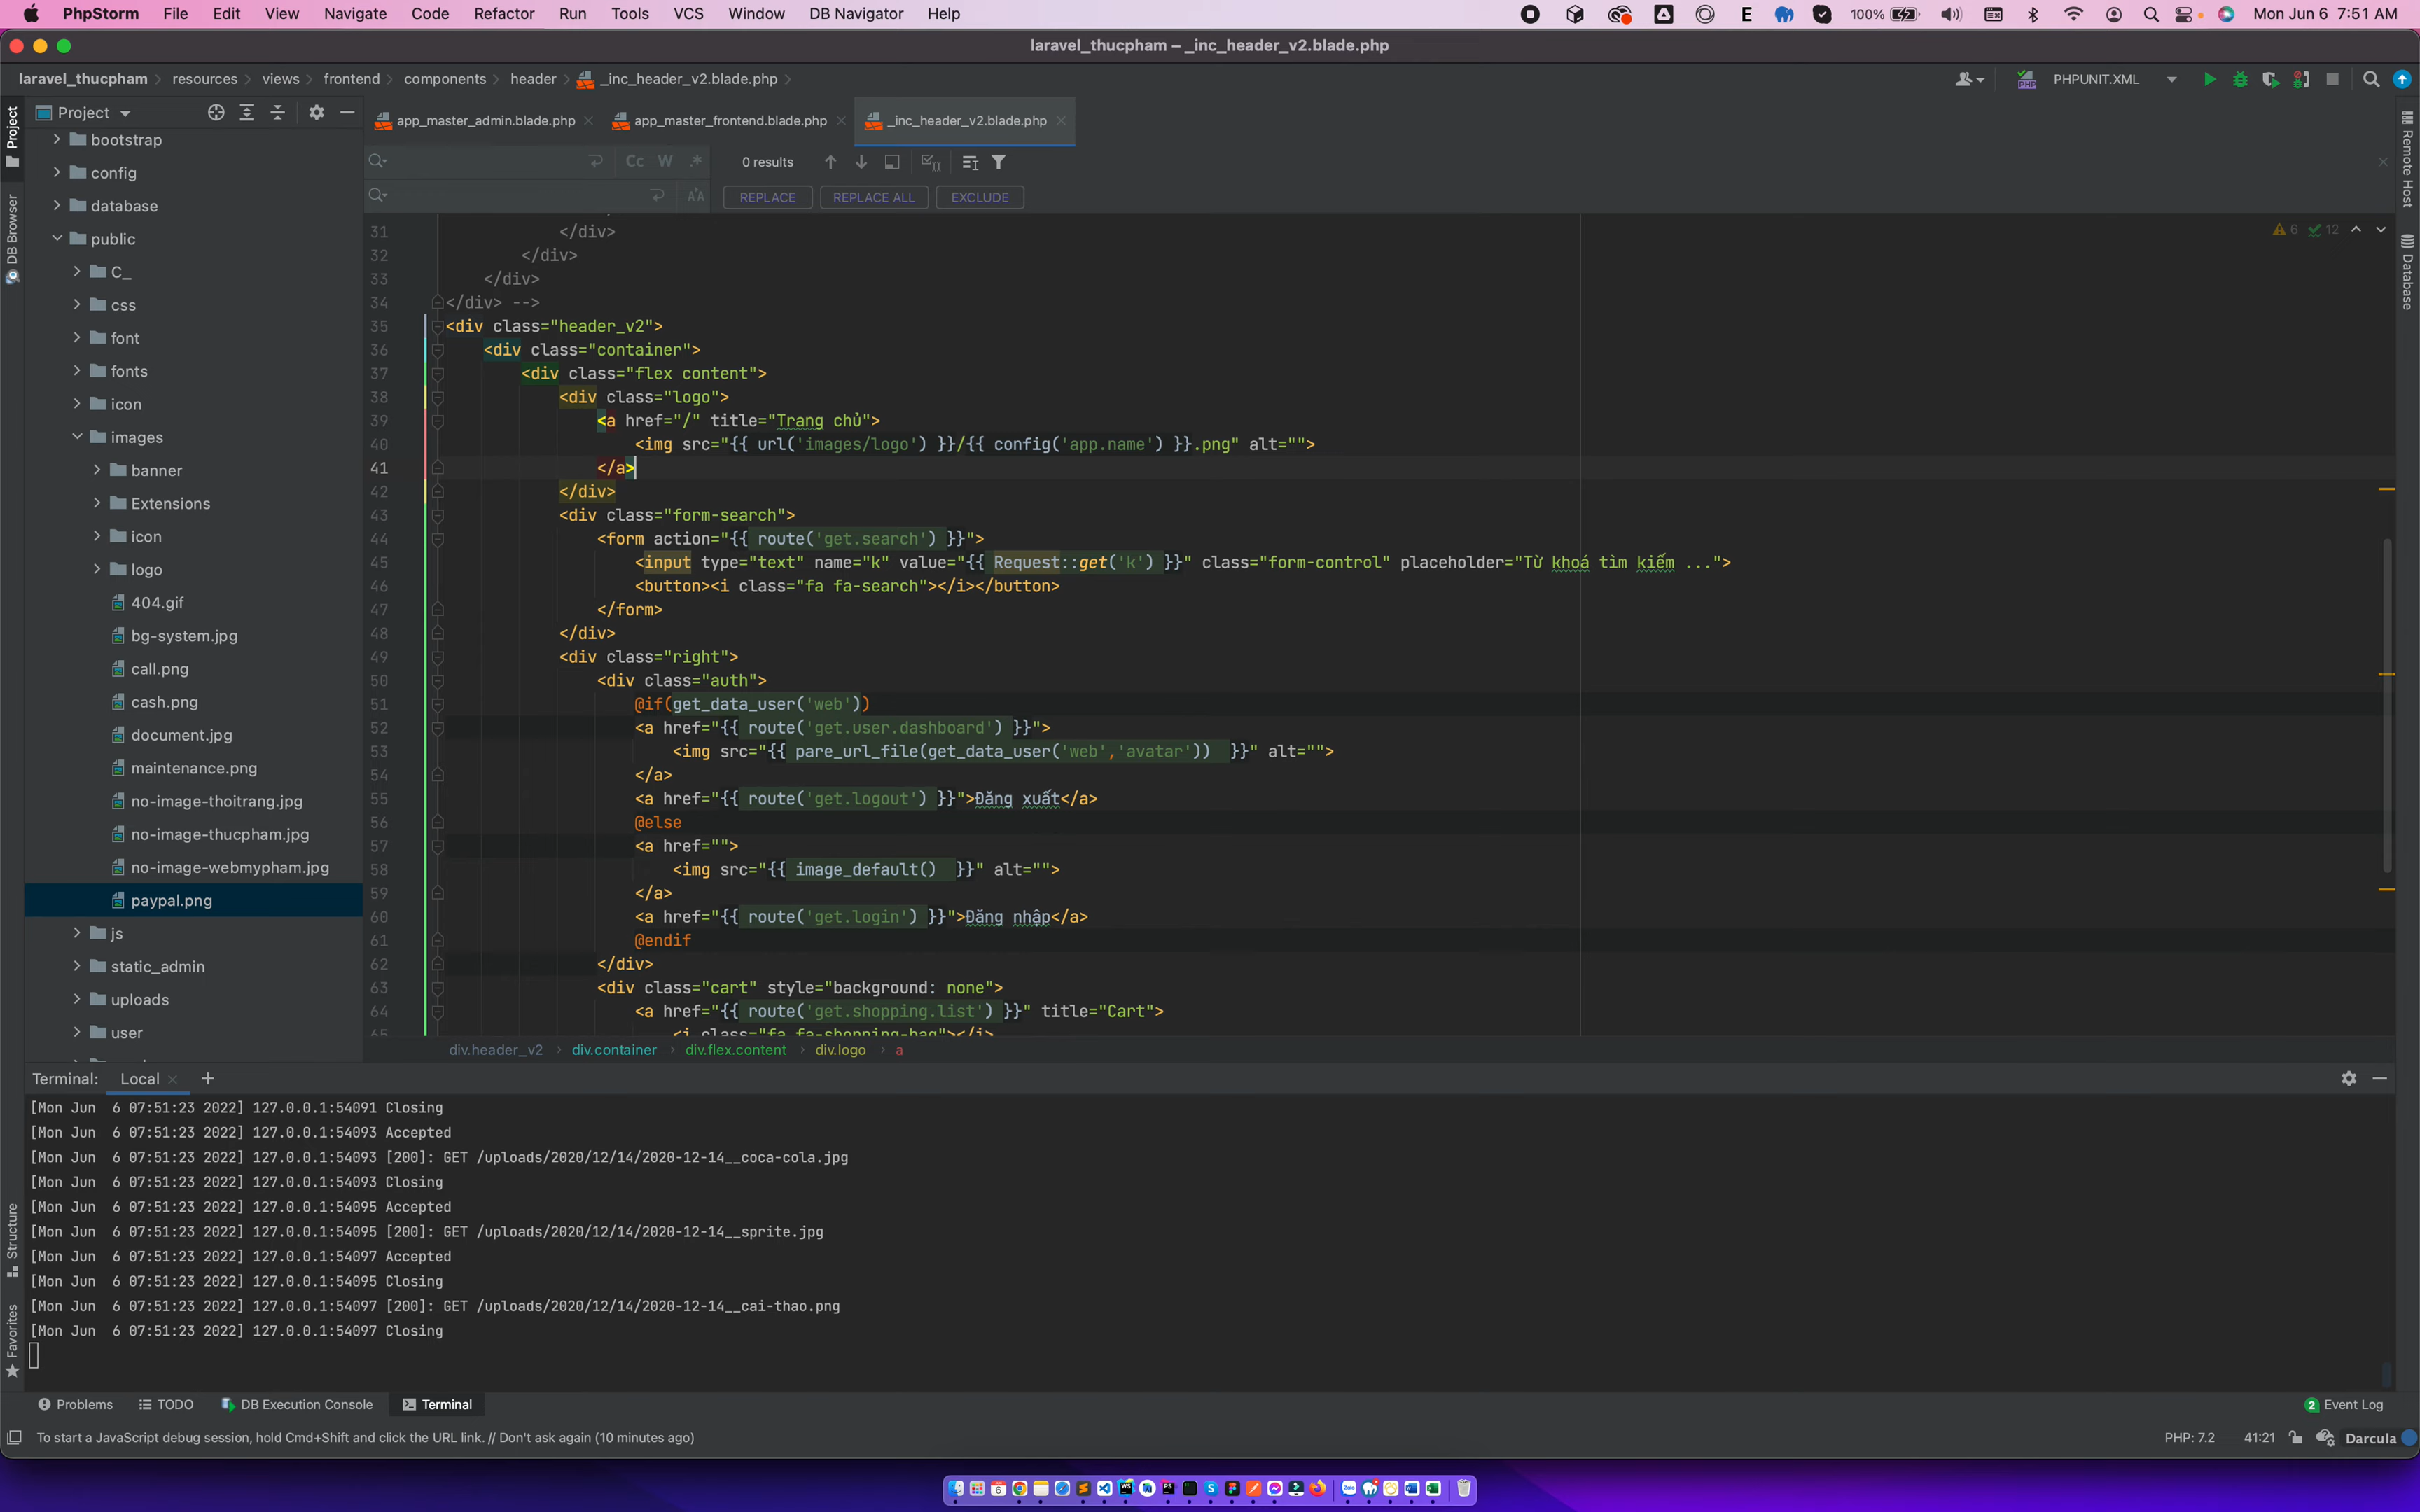 PhpStorm File Edit View Navigate Code Refactor Run Tools VCS Window DB Navigator Help E 100% Mon Jun 6 7:51 AM
laravel_thucpham – _inc_header_v2.blade.php
laravel_thucpham resources views frontend components header _inc_header_v2.blade.php PHPUNIT.XML
Project
app_master_admin.blade.php app_master_frontend.blade.php _inc_header_v2.blade.php
Cc W .* 0 results
REPLACE REPLACE ALL EXCLUDE
Project
DB Browser
Structure
Favorites
Remote Host
Database
bootstrap
config
database
public
C_
css
font
fonts
icon
images
banner
Extensions
icon
logo
404.gif
bg-system.jpg
call.png
cash.png
document.jpg
maintenance.png
no-image-thoitrang.jpg
no-image-thucpham.jpg
no-image-webmypham.jpg
paypal.png
js
static_admin
uploads
user
6 12
31 </div>
32 </div>
33 </div>
34 </div> -->
35 <div class="header_v2">
36 <div class="container">
37 <div class="flex content">
38 <div class="logo">
39 <a href="/" title="Trang chủ">
40 <img src="{{ url('images/logo') }}/{{ config('app.name') }}.png" alt="">
41 </a>
42 </div>
43 <div class="form-search">
44 <form action="{{ route('get.search') }}">
45 <input type="text" name="k" value="{{ Request::get('k') }}" class="form-control" placeholder="Từ khoá tìm kiếm ...">
46 <button><i class="fa fa-search"></i></button>
47 </form>
48 </div>
49 <div class="right">
50 <div class="auth">
51 @if(get_data_user('web'))
52 <a href="{{ route('get.user.dashboard') }}">
53 <img src="{{ pare_url_file(get_data_user('web','avatar')) }}" alt="">
54 </a>
55 <a href="{{ route('get.logout') }}">Đăng xuất</a>
56 @else
57 <a href="">
58 <img src="{{ image_default() }}" alt="">
59 </a>
60 <a href="{{ route('get.login') }}">Đăng nhập</a>
61 @endif
62 </div>
63 <div class="cart" style="background: none">
64 <a href="{{ route('get.shopping.list') }}" title="Cart">
65 <i class="fa fa-shopping-bag"></i>
div.header_v2 div.container div.flex.content div.logo a
Terminal: Local
[Mon Jun  6 07:51:23 2022] 127.0.0.1:54091 Closing
[Mon Jun  6 07:51:23 2022] 127.0.0.1:54093 Accepted
[Mon Jun  6 07:51:23 2022] 127.0.0.1:54093 [200]: GET /uploads/2020/12/14/2020-12-14__coca-cola.jpg
[Mon Jun  6 07:51:23 2022] 127.0.0.1:54093 Closing
[Mon Jun  6 07:51:23 2022] 127.0.0.1:54095 Accepted
[Mon Jun  6 07:51:23 2022] 127.0.0.1:54095 [200]: GET /uploads/2020/12/14/2020-12-14__sprite.jpg
[Mon Jun  6 07:51:23 2022] 127.0.0.1:54097 Accepted
[Mon Jun  6 07:51:23 2022] 127.0.0.1:54095 Closing
[Mon Jun  6 07:51:23 2022] 127.0.0.1:54097 [200]: GET /uploads/2020/12/14/2020-12-14__cai-thao.png
[Mon Jun  6 07:51:23 2022] 127.0.0.1:54097 Closing
Problems TODO DB Execution Console Terminal 2 Event Log
To start a JavaScript debug session, hold Cmd+Shift and click the URL link. // Don't ask again (10 minutes ago) PHP: 7.2 41:21 Darcula